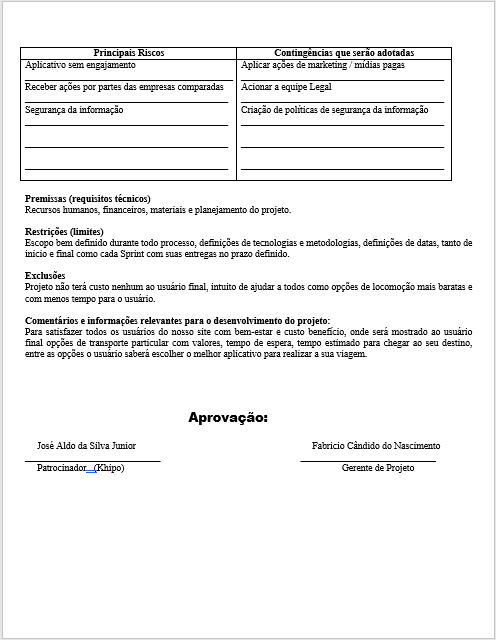 Principais Riscos
Contingências que serão adotadas
Aplicativo sem engajamento
Aplicar ações de marketing / mídias pagas
Receber ações por partes das empresas comparadas
Acionar a equipe Legal
Segurança da informação
Criação de políticas de segurança da informação
Premissas (requisitos técnicos)
Recursos humanos, financeiros, materiais e planejamento do projeto.
Restrições (limites)
Escopo bem definido durante todo processo, definições de tecnologias e metodologias, definições de datas, tanto de
inicio e final como cada Sprint com suas entregas no prazo definido.
Exclusões
Projeto não terá custo nenhum ao usuário final, intuito de ajudar a todos como opções de locomoção mais baratas e
com menos tempo para o usuário.
Comentários e informações relevantes para o desenvolvimento do projeto:
Para satisfazer todos os usuários do nosso site com bem-estar e custo benefício, onde será mostrado ao usuário
final opções de transporte particular com valores, tempo de espera, tempo estimado para chegar ao seu destino,
entre as opções o usuário saberá escolher o melhor aplicativo para realizar a sua viagem.
Aprovação:
José Aldo da Silva Junior
Fabricio Cândido do Nascimento
Patrocinador (Khipo)
Gerente de Projeto